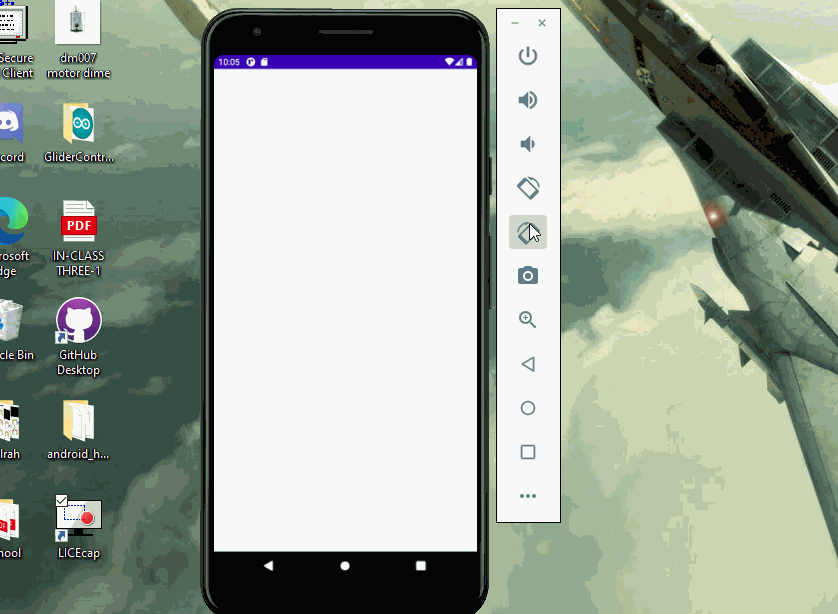 Secure
Client
dm007
motor dime
10:05
cord
GliderContr...
PDF
rosoft
dge
IN-CLASS
THREE-1
cle Bin
GitHub
Desktop
lrah
android_h...
hool
LICEcap